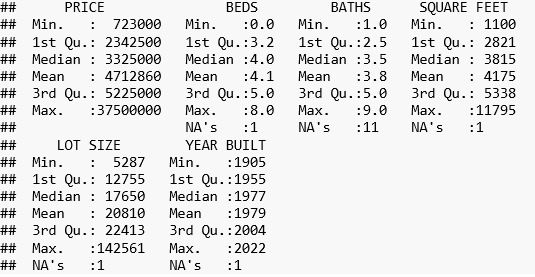 ##      PRICE               BEDS         BATHS      SQUARE FEET
##  Min.   :  723000   Min.   :0.0   Min.   :1.0   Min.   : 1100
##  1st Qu.: 2342500   1st Qu.:3.2   1st Qu.:2.5   1st Qu.: 2821
##  Median : 3325000   Median :4.0   Median :3.5   Median : 3815
##  Mean   : 4712860   Mean   :4.1   Mean   :3.8   Mean   : 4175
##  3rd Qu.: 5225000   3rd Qu.:5.0   3rd Qu.:5.0   3rd Qu.: 5338
##  Max.   :37500000   Max.   :8.0   Max.   :9.0   Max.   :11795
##                     NA's   :1     NA's   :11    NA's   :1
##     LOT SIZE        YEAR BUILT
##  Min.   :  5287   Min.   :1905
##  1st Qu.: 12755   1st Qu.:1955
##  Median : 17650   Median :1977
##  Mean   : 20810   Mean   :1979
##  3rd Qu.: 22413   3rd Qu.:2004
##  Max.   :142561   Max.   :2022
##  NA's   :1        NA's   :1